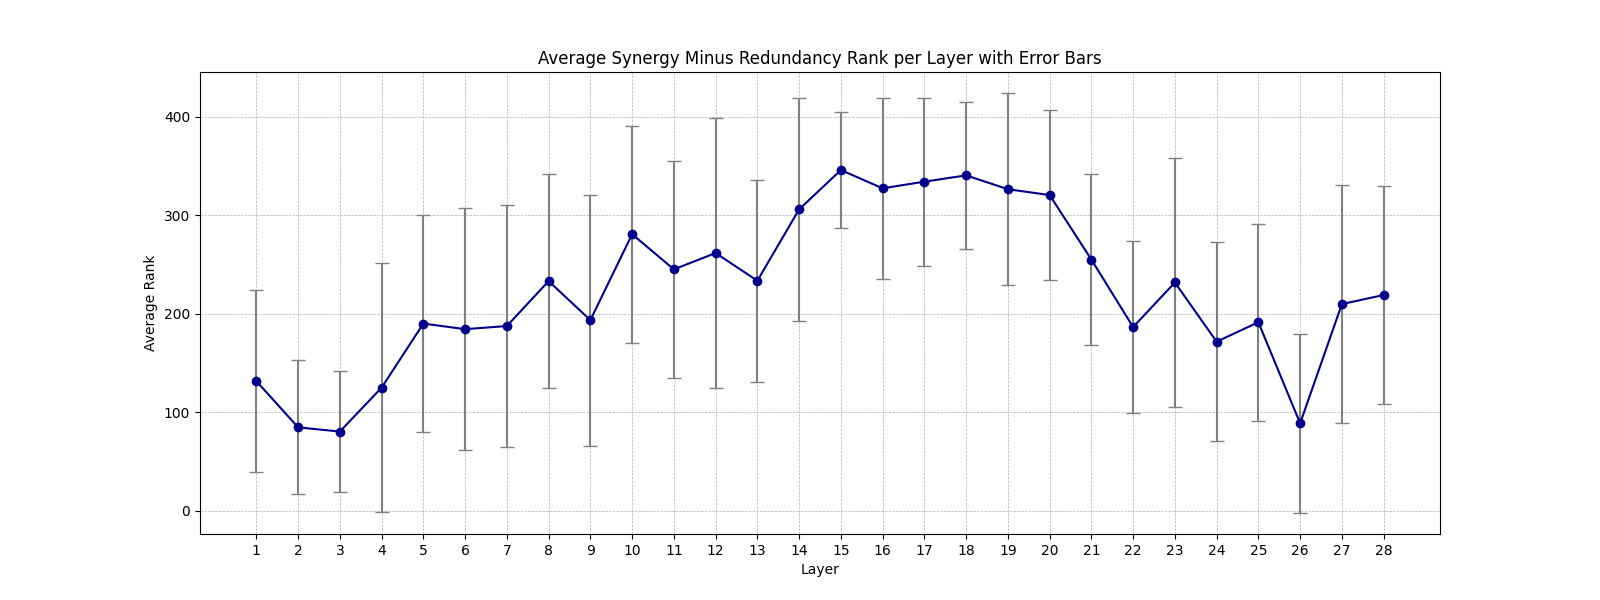 Average Synergy Minus Redundancy Rank per Layer with Error Bars
400
300
200
100
0
Average Rank
1 2 3 4 5 6 7 8 9 10 11 12 13 14 15 16 17 18 19 20 21 22 23 24 25 26 27 28
Layer